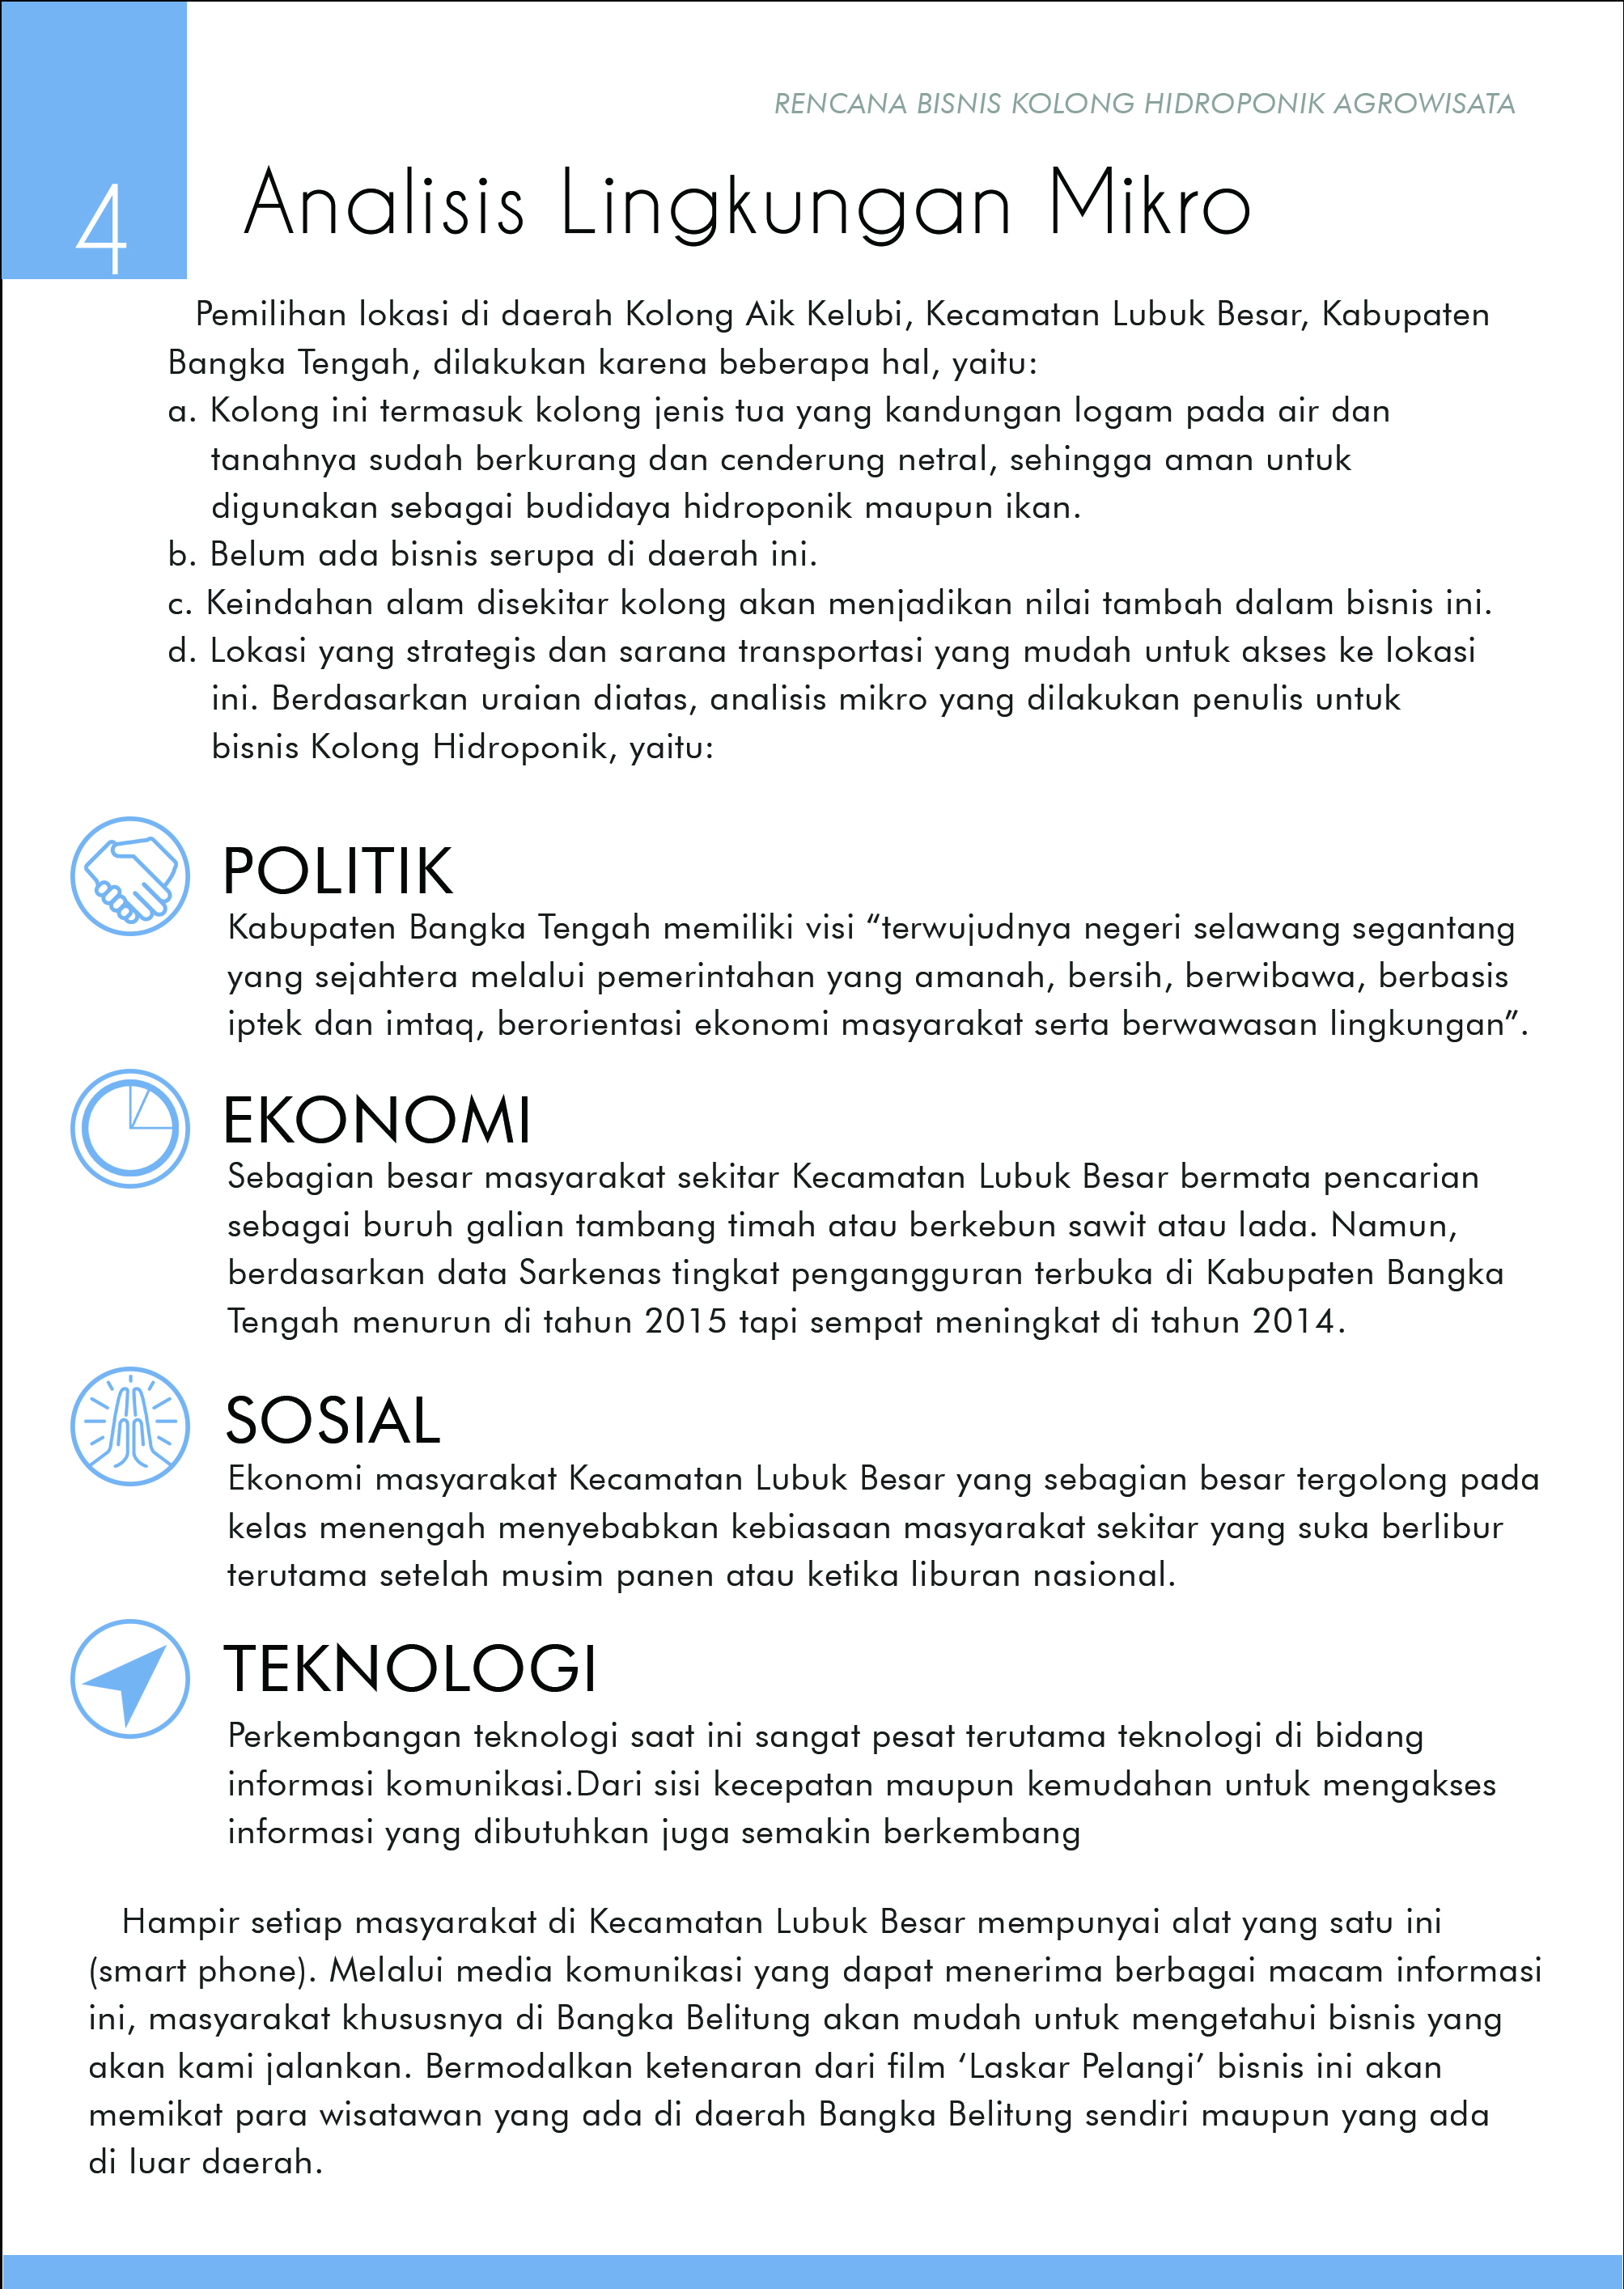 RENCANA BISNIS KOLONG HIDROPONIK AGROWISATA
4
Analisis Lingkungan Mikro
Pemilihan lokasi di daerah Kolong Aik Kelubi, Kecamatan Lubuk Besar, Kabupaten
Bangka Tengah, dilakukan karena beberapa hal, yaitu:
a. Kolong ini termasuk kolong jenis tua yang kandungan logam pada air dan
tanahnya sudah berkurang dan cenderung netral, sehingga aman untuk
digunakan sebagai budidaya hidroponik maupun ikan.
b. Belum ada bisnis serupa di daerah ini.
c. Keindahan alam disekitar kolong akan menjadikan nilai tambah dalam bisnis ini.
d. Lokasi yang strategis dan sarana transportasi yang mudah untuk akses ke lokasi
ini. Berdasarkan uraian diatas, analisis mikro yang dilakukan penulis untuk
bisnis Kolong Hidroponik, yaitu:
POLITIK
Kabupaten Bangka Tengah memiliki visi “terwujudnya negeri selawang segantang
yang sejahtera melalui pemerintahan yang amanah, bersih, berwibawa, berbasis
iptek dan imtaq, berorientasi ekonomi masyarakat serta berwawasan lingkungan”.
EKONOMI
Sebagian besar masyarakat sekitar Kecamatan Lubuk Besar bermata pencarian
sebagai buruh galian tambang timah atau berkebun sawit atau lada. Namun,
berdasarkan data Sarkenas tingkat pengangguran terbuka di Kabupaten Bangka
Tengah menurun di tahun 2015 tapi sempat meningkat di tahun 2014.
SOSIAL
Ekonomi masyarakat Kecamatan Lubuk Besar yang sebagian besar tergolong pada
kelas menengah menyebabkan kebiasaan masyarakat sekitar yang suka berlibur
terutama setelah musim panen atau ketika liburan nasional.
TEKNOLOGI
Perkembangan teknologi saat ini sangat pesat terutama teknologi di bidang
informasi komunikasi.Dari sisi kecepatan maupun kemudahan untuk mengakses
informasi yang dibutuhkan juga semakin berkembang
Hampir setiap masyarakat di Kecamatan Lubuk Besar mempunyai alat yang satu ini
(smart phone). Melalui media komunikasi yang dapat menerima berbagai macam informasi
ini, masyarakat khususnya di Bangka Belitung akan mudah untuk mengetahui bisnis yang
akan kami jalankan. Bermodalkan ketenaran dari film ‘Laskar Pelangi’ bisnis ini akan
memikat para wisatawan yang ada di daerah Bangka Belitung sendiri maupun yang ada
di luar daerah.